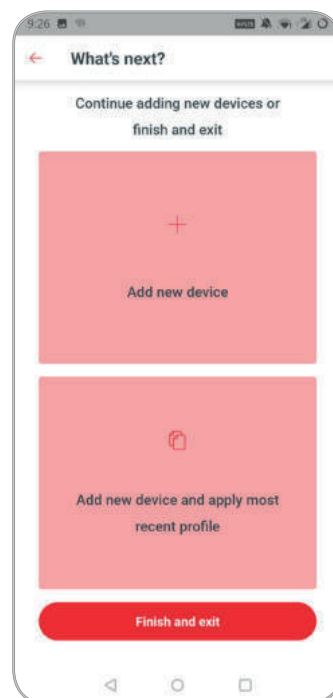 9:26
What's next?
Continue adding new devices or
finish and exit
Add new device
Add new device and apply most
recent profile
Finish and exit